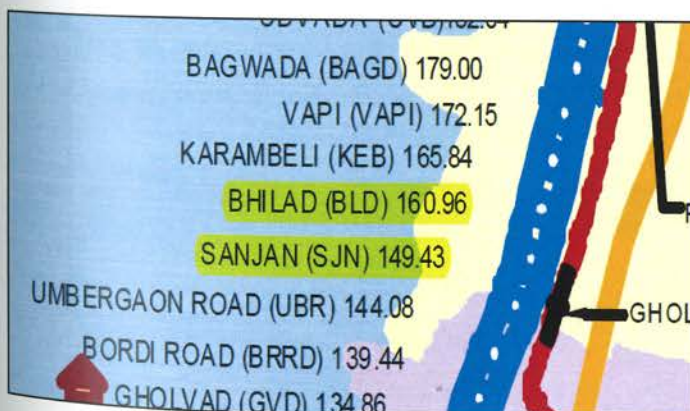 BAGWADA (BAGD) 179.00
VAPI (VAPI) 172.15
KARAMBELI (KEB) 165.84
BHILAD (BLD) 160.96
SANJAN (SJN) 149.43
UMBERGAON ROAD (UBR) 144.08
GHOL
BORDI ROAD (BRRD) 139.44
GHOLVAD (GVD) 134.86